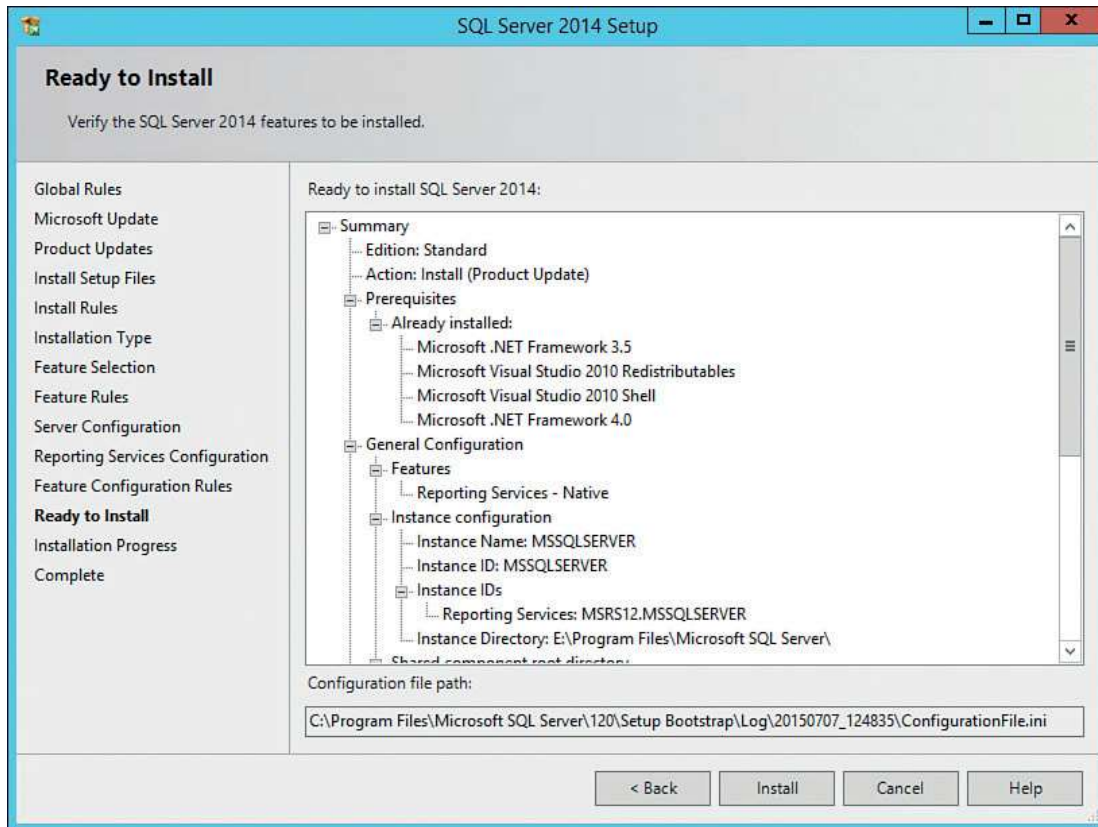 SQL Server 2014 Setup
Ready to Install
Verify the SQL Server 2014 features to be installed.
Global Rules
Microsoft Update
Product Updates
Install Setup Files
Install Rules
Installation Type
Feature Selection
Feature Rules
Server Configuration
Reporting Services Configuration
Feature Configuration Rules
Ready to Install
Installation Progress
Complete
Ready to install SQL Server 2014:
Summary
Edition: Standard
Action: Install (Product Update)
Prerequisites
Already installed:
Microsoft .NET Framework 3.5
Microsoft Visual Studio 2010 Redistributables
Microsoft Visual Studio 2010 Shell
Microsoft .NET Framework 4.0
General Configuration
Features
Reporting Services - Native
Instance configuration
Instance Name: MSSQLSERVER
Instance ID: MSSQLSERVER
Instance IDs
Reporting Services: MSRS12.MSSQLSERVER
Instance Directory: E:\Program Files\Microsoft SQL Server\
Shared component root directory
Configuration file path:
C:\Program Files\Microsoft SQL Server\120\Setup Bootstrap\Log\20150707_124835\ConfigurationFile.ini
< Back
Install
Cancel
Help